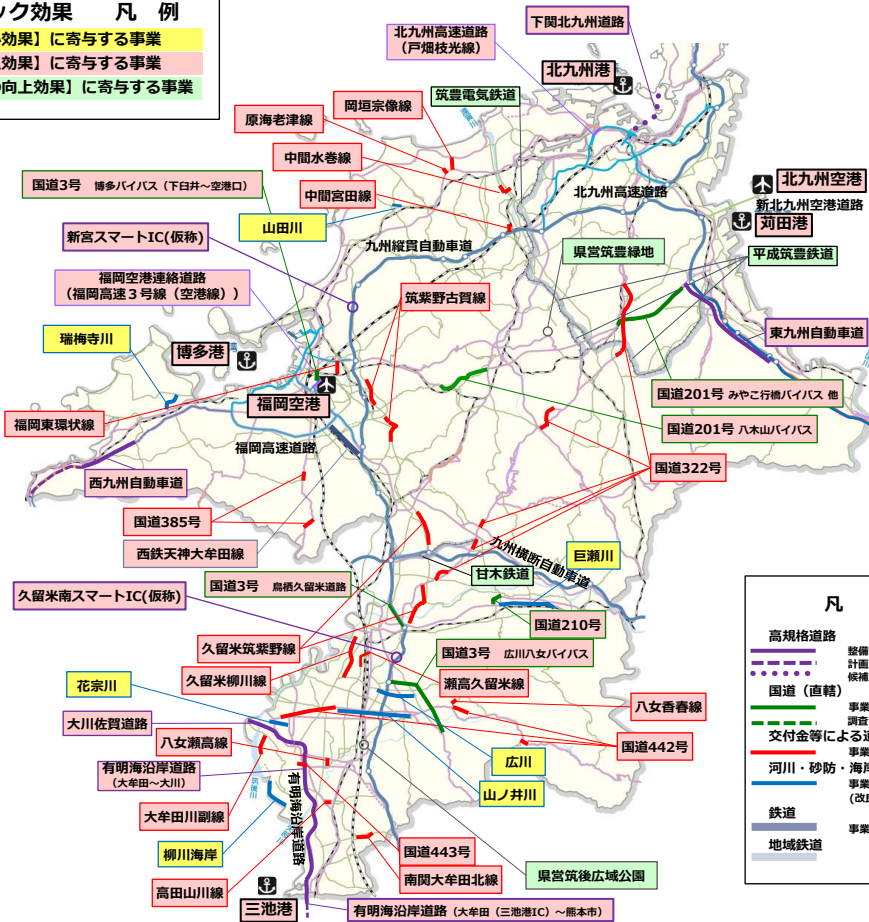 ック効果 凡 例
効果】に寄与する事業
効果】に寄与する事業
の向上効果】に寄与する事業
北九州高速道路
(戸畑枝光線)
下関北九州道路
北九州港
筑豊電気鉄道
岡垣宗像線
原海老津線
中間水巻線
中間宮田線
国道3号 博多バイパス(下臼井~空港口)
山田川
北九州高速道路
北九州空港
新北九州空港道路
苅田港
新宮スマートIC(仮称)
九州縦貫自動車道
県営筑豊緑地
平成筑豊鉄道
福岡空港連絡道路
(福岡高速3号線(空港線))
筑紫野古賀線
瑞梅寺川
博多港
東九州自動車道
福岡空港
国道201号 みやこ行橋バイパス 他
福岡東環状線
国道201号 八木山バイパス
福岡高速道路
国道322号
西九州自動車道
国道385号
西鉄天神大牟田線
九州横断自動車道
巨瀬川
甘木鉄道
国道3号 鳥栖久留米道路
久留米南スマートIC(仮称)
国道210号
久留米筑紫野線
国道3号 広川八女バイパス
久留米柳川線
瀬高久留米線
花宗川
八女香春線
大川佐賀道路
八女瀬高線
国道442号
広川
有明海沿岸道路
(大牟田~大川)
山ノ井川
大牟田川副線
有明海沿岸道路
筑後川
柳川海岸
国道443号
高田山川線
南関大牟田北線
県営筑後広域公園
三池港
有明海沿岸道路(大牟田(三池港IC)~熊本市)
凡
高規格道路
整備
計画
候補
国道(直轄)
事業
調査
交付金等による道
事業
河川・砂防・海岸
事業
(改良
鉄道
事業
地域鉄道